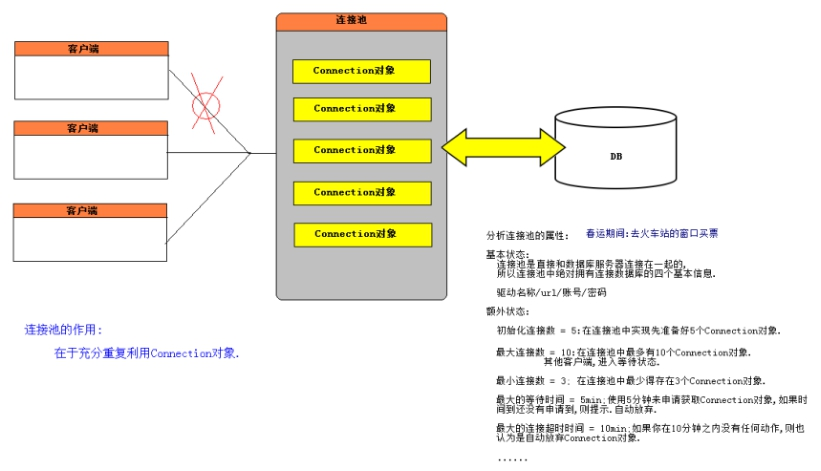 连接池
客户端
Connection对象
Connection对象
客户端
Connection对象
DB
Connection对象
客户端
Connection对象
分析连接池的属性: 春运期间:去火车站的窗口买票
基本状态:
连接池是直接和数据库服务器连接在一起的,
所以连接池中绝对拥有连接数据库的四个基本信息.
驱动名称/url/账号/密码
额外状态:
连接池的作用:
在于充分重复利用Connection对象.
初始化连接数 = 5:在连接池中实现先准备好5个Connection对象.
最大连接数 = 10:在连接池中最多有10个Connection对象.
其他客户端,进入等待状态.
最小连接数 = 3; 在连接池中最少得存在3个Connection对象.
最大的等待时间 = 5min;使用5分钟来申请获取Connection对象,如果时
间到还没有申请到,则提示.自动放弃.
最大的连接超时时间 = 10min;如果你在10分钟之内没有任何动作,则也
认为是自动放弃Connection对象.
......